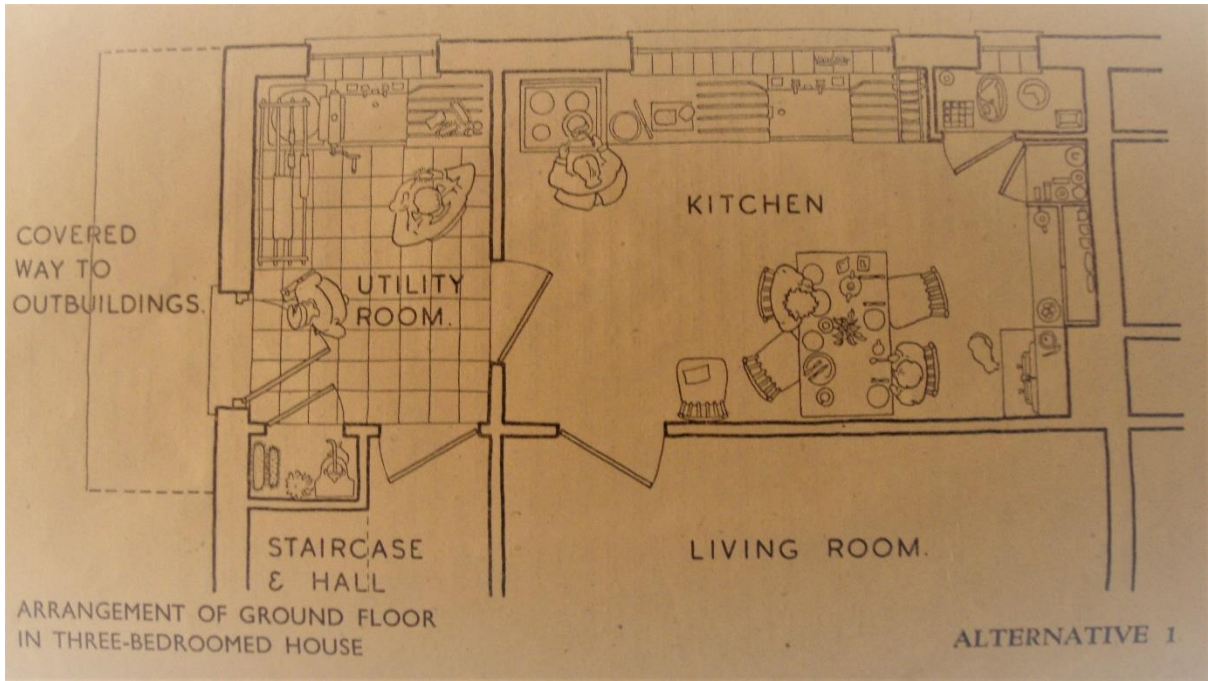 KITCHEN
COVERED
WAY TO
OUTBUILDINGS.
UTILITY
ROOM.
STAIRCASE
& HALL
LIVING ROOM.
ARRANGEMENT OF GROUND FLOOR
IN THREE-BEDROOMED HOUSE
ALTERNATIVE 1